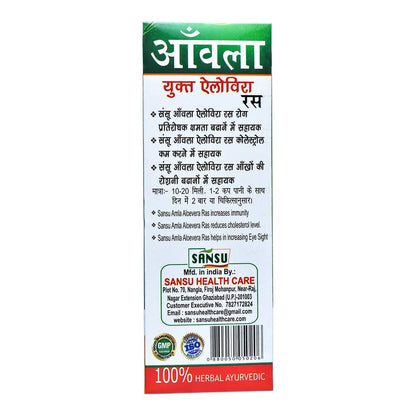 आँवला
युक्त ऐलोविरा
रस
संसू आँवला ऐलोविरा रस रोग
प्रतिरोधक क्षमता बढानें में सहायक
संसू आँवला ऐलोविरा रस कोलेस्ट्रोल
कम करने में सहायक
संसू आँवला ऐलोविरा रस आँखों की
रोशनी बढानें में सहायक
मात्राः- 10-20 मिली. 1-2 कप पानी के साथ
दिन में 2 बार या चिकित्सानुसार)
Sansu Amla Aloevera Ras increases immunity
Sansu Amla Aloevera Ras reduces cholesterol level.
Sansu Amla Aloevera Ras helps in increasing Eye Sight
SANSU
Mfd. in india By.:
SANSU HEALTH CARE
Plot No. 70, Nangla, Firoj Mohanpur, Near-Raj,
Nagar Extension Ghaziabad (U.P.)-201003
Customer Executive No. 7827172824
Email : sansuhealthcare@gmail.com
website : sansuhealthcare.com
GMP
ISO
0880050050206
100% HERBAL AYURVEDIC